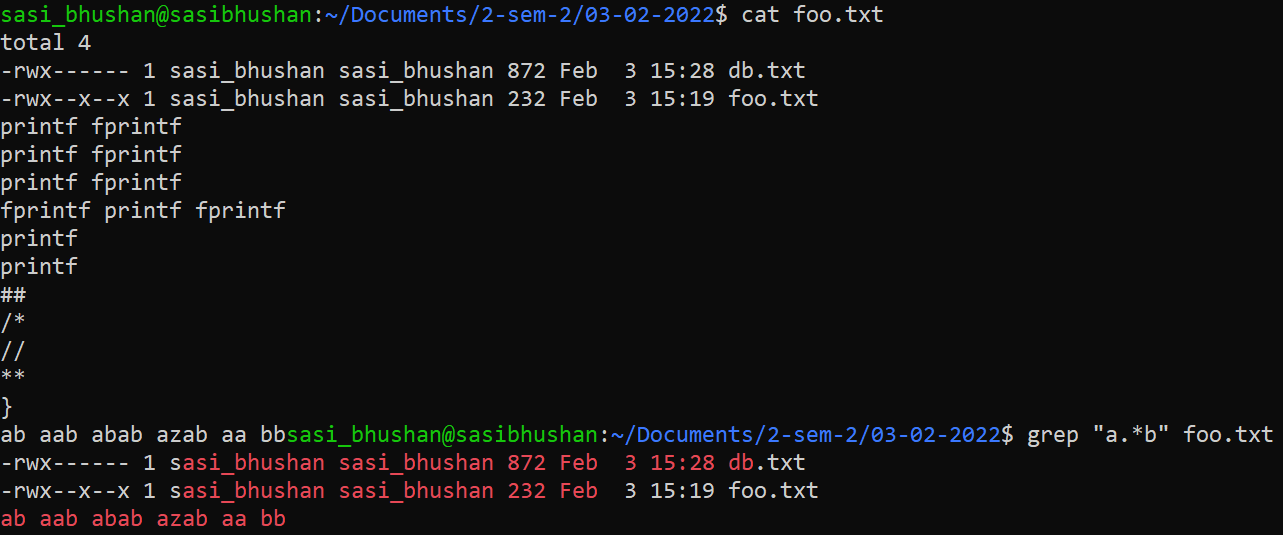 sasi_bhushan@sasibhushan:~/Documents/2-sem-2/03-02-2022$ cat foo.txt
total 4
-rwx------ 1 sasi_bhushan sasi_bhushan 872 Feb  3 15:28 db.txt
-rwx--x--x 1 sasi_bhushan sasi_bhushan 232 Feb  3 15:19 foo.txt
printf fprintf
printf fprintf
printf fprintf
fprintf printf fprintf
printf
printf
##
/*
//
**
}
ab aab abab azab aa bbsasi_bhushan@sasibhushan:~/Documents/2-sem-2/03-02-2022$ grep "a.*b" foo.txt
-rwx------ 1 sasi_bhushan sasi_bhushan 872 Feb  3 15:28 db.txt
-rwx--x--x 1 sasi_bhushan sasi_bhushan 232 Feb  3 15:19 foo.txt
ab aab abab azab aa bb